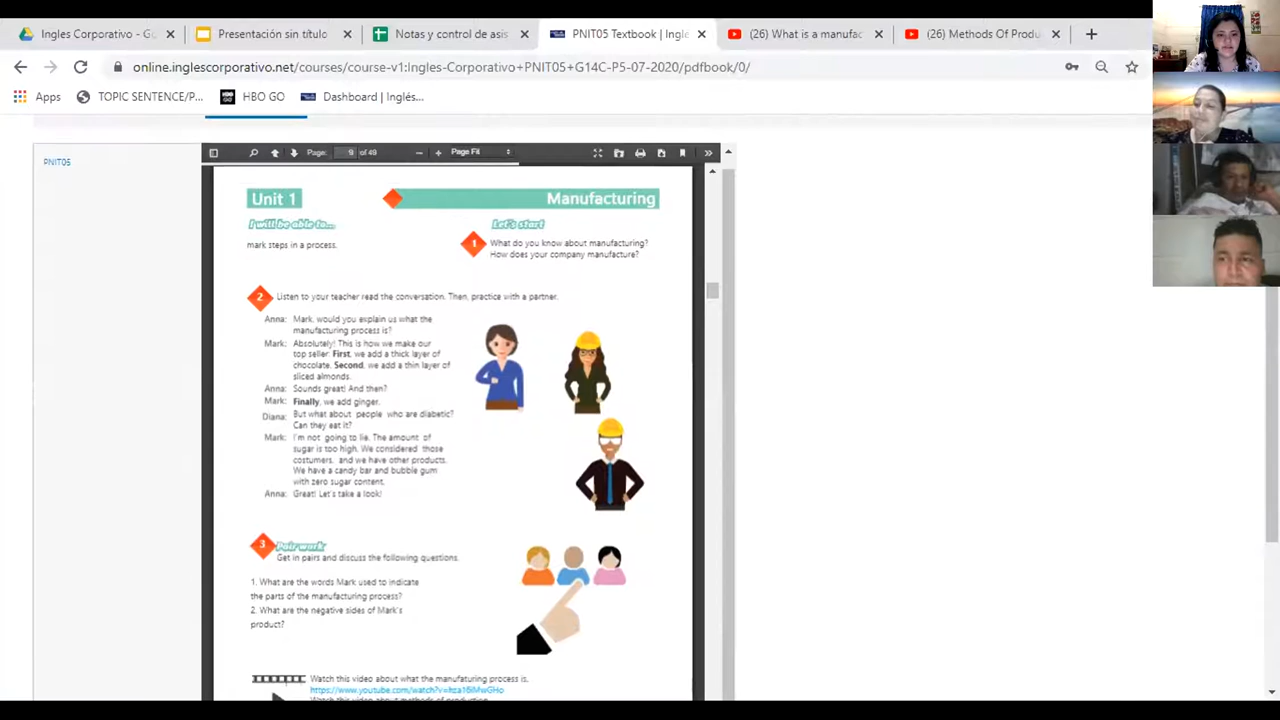 Ingles Corporativo - G
Presentación sin título
Notas y control de asis
PNIT05 Textbook | Ingle
(26) What is a manufac
(26) Methods Of Produ
online.inglescorporativo.net/courses/course-v1:Ingles-Corporativo+PNIT05+G14C-P5-07-2020/pdfbook/0/
Apps
TOPIC SENTENCE/P...
HBO GO
Dashboard | Inglés...
PNIT05
Page: 9 of 49
Page Fit
Unit 1
Manufacturing
I will be able to...
Let's start
mark steps in a process.
1
What do you know about manufacturing?
How does your company manufacture?
2
Listen to your teacher read the conversation. Then, practice with a partner.
Anna: Mark, would you explain us what the
manufacturing process is?
Mark: Absolutely! This is how we make our
top seller. First, we add a thick layer of
chocolate. Second, we add a thin layer of
sliced almonds.
Anna: Sounds great! And then?
Mark: Finally, we add ginger.
Diana: But what about people who are diabetic?
Can they eat it?
Mark: I'm not going to lie. The amount of
sugar is too high. We considered those
costumers, and we have other products.
We have a candy bar and bubble gum
with zero sugar content.
Anna: Great! Let's take a look!
3
Pair work
Get in pairs and discuss the following questions.
1. What are the words Mark used to indicate
the parts of the manufacturing process?
2. What are the negative sides of Mark's
product?
Watch this video about what the manufaturing process is.